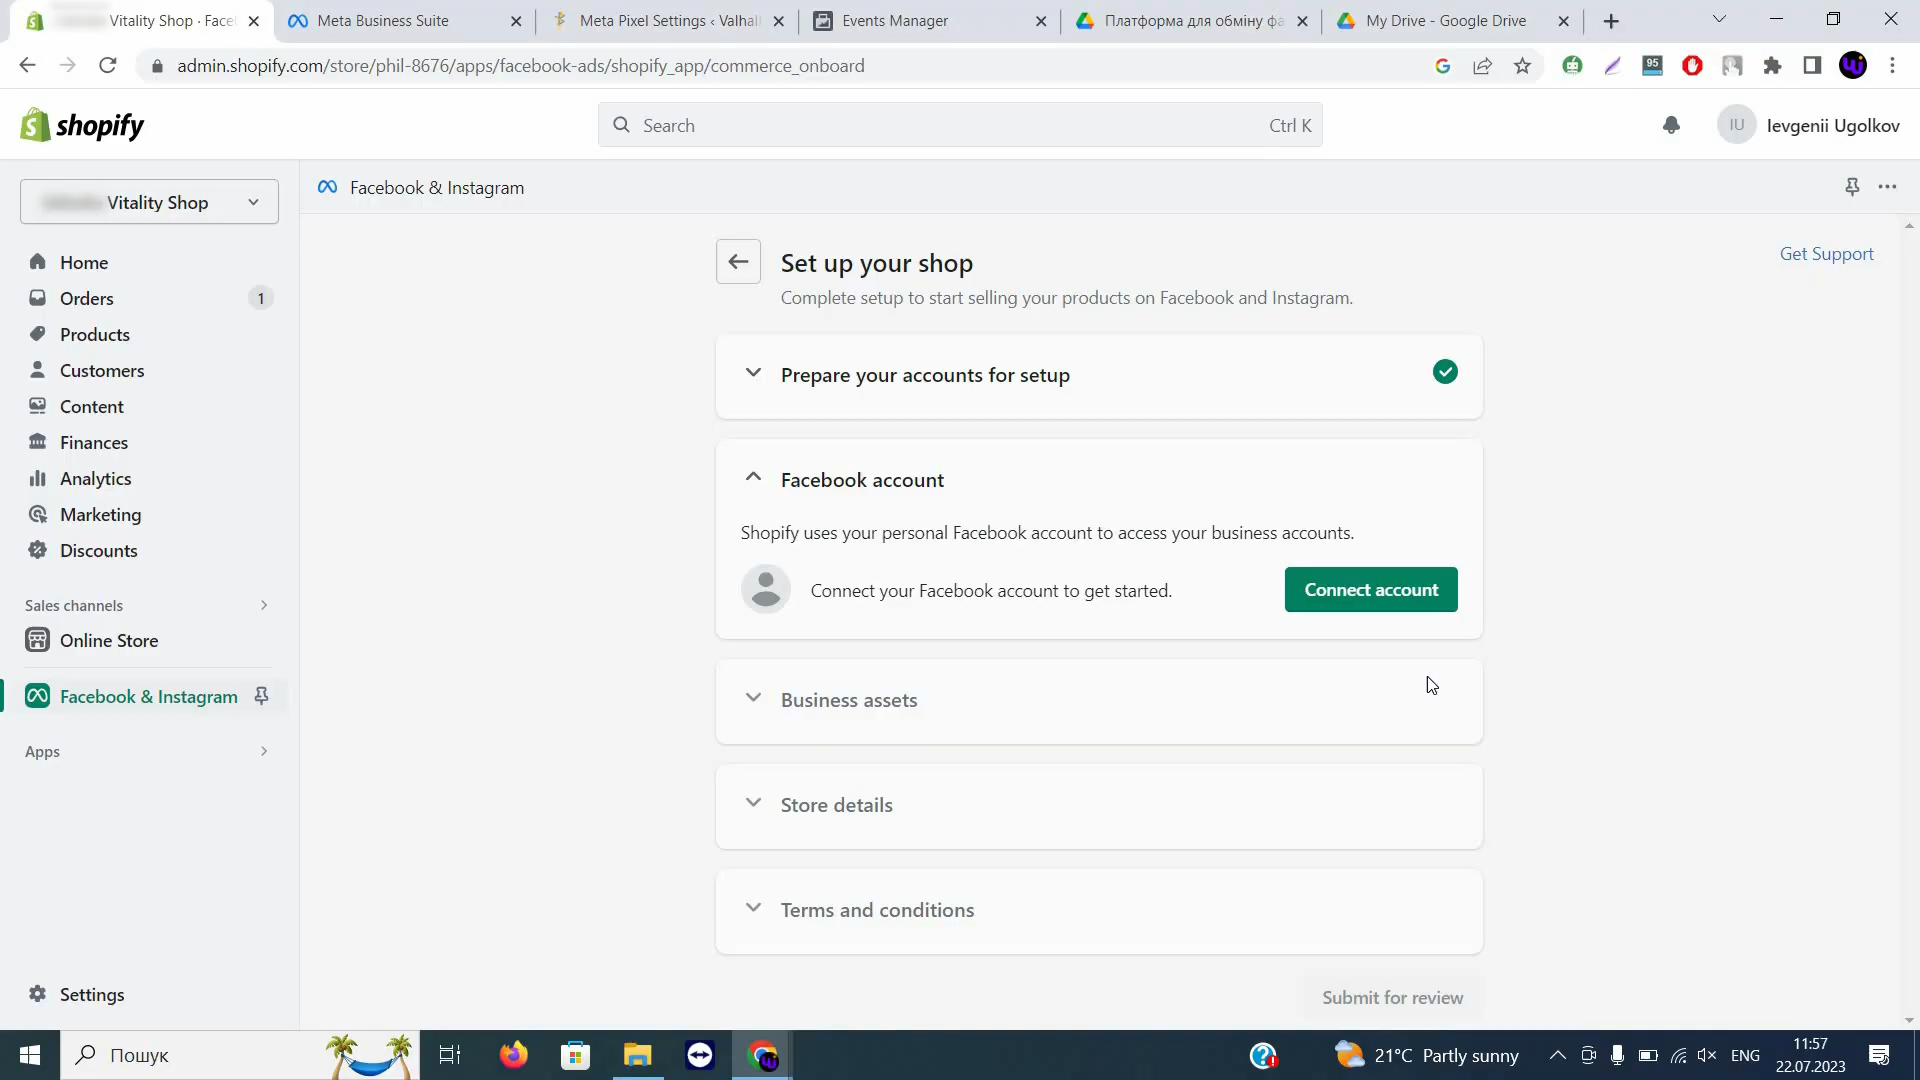 Vitality Shop · Face
Meta Business Suite
Meta Pixel Settings ‹ Valhal
Events Manager
Платформа для обміну фа
My Drive - Google Drive
admin.shopify.com/store/phil-8676/apps/facebook-ads/shopify_app/commerce_onboard
95
shopify
Search
Ctrl K
IU
Ievgenii Ugolkov
Vitality Shop
Facebook & Instagram
Home
Orders
1
Products
Customers
Content
Finances
Analytics
Marketing
Discounts
Sales channels
Online Store
Facebook & Instagram
Apps
Settings
Set up your shop
Get Support
Complete setup to start selling your products on Facebook and Instagram.
Prepare your accounts for setup
Facebook account
Shopify uses your personal Facebook account to access your business accounts.
Connect your Facebook account to get started.
Connect account
Business assets
Store details
Terms and conditions
Submit for review
Пошук
21°C Partly sunny
ENG
11:57
22.07.2023